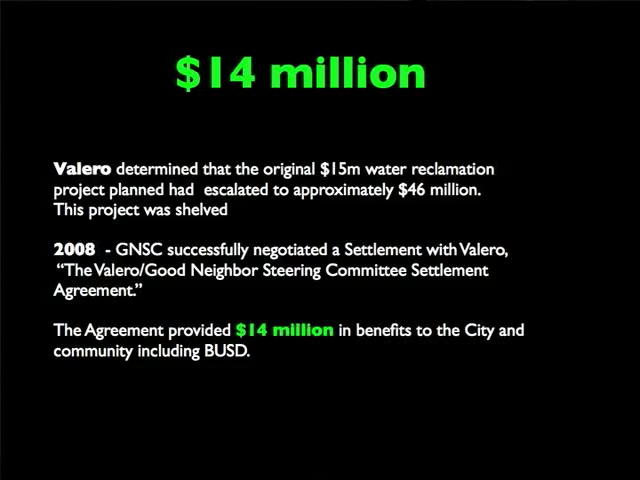 $14 million
Valero determined that the original $15m water reclamation
project planned had escalated to approximately $46 million.
This project was shelved
2008 - GNSC successfully negotiated a Settlement with Valero,
“The Valero/Good Neighbor Steering Committee Settlement
Agreement.”
The Agreement provided $14 million in benefits to the City and
community including BUSD.